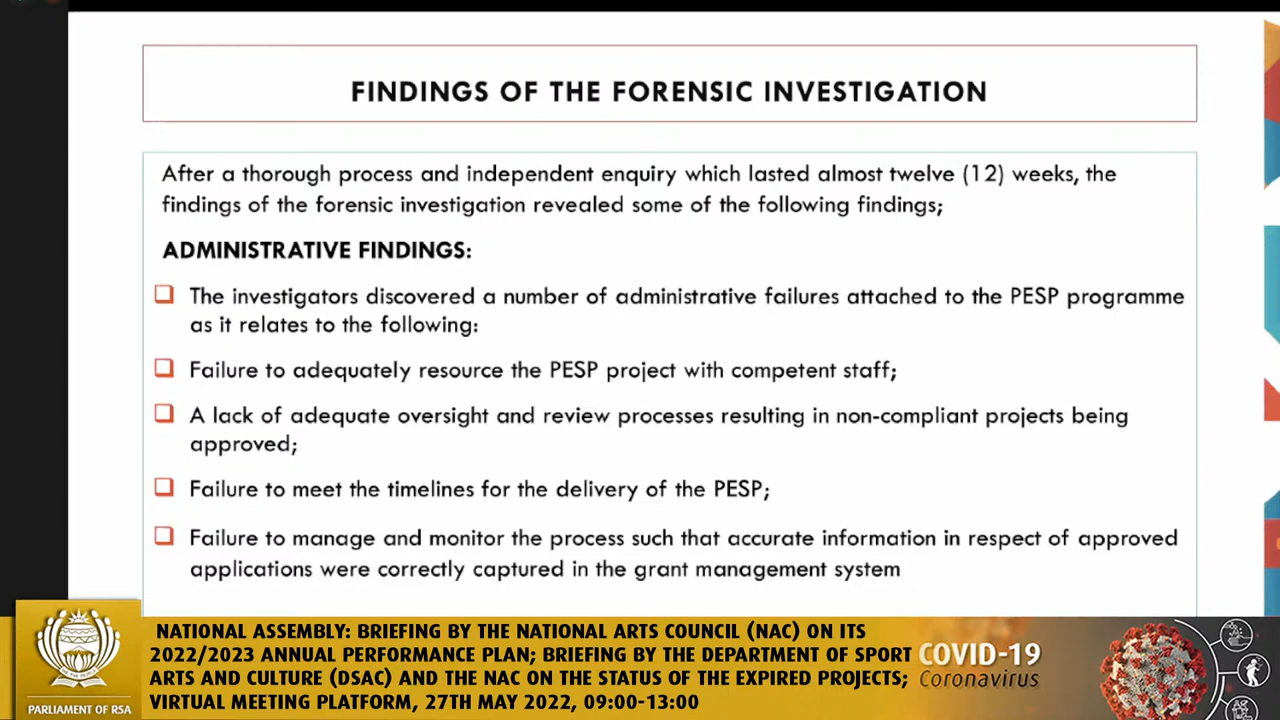 FINDINGS OF THE FORENSIC INVESTIGATION
After a thorough process and independent enquiry which lasted almost twelve (12) weeks, the
findings of the forensic investigation revealed some of the following findings;
ADMINISTRATIVE FINDINGS:
The investigators discovered a number of administrative failures attached to the PESP programme
as it relates to the following:
Failure to adequately resource the PESP project with competent staff;
A lack of adequate oversight and review processes resulting in non-compliant projects being
approved;
Failure to meet the timelines for the delivery of the PESP;
Failure to manage and monitor the process such that accurate information in respect of approved
applications were correctly captured in the grant management system
NATIONAL ASSEMBLY: BRIEFING BY THE NATIONAL ARTS COUNCIL (NAC) ON ITS
2022/2023 ANNUAL PERFORMANCE PLAN; BRIEFING BY THE DEPARTMENT OF SPORT
ARTS AND CULTURE (DSAC) AND THE NAC ON THE STATUS OF THE EXPIRED PROJECTS;
VIRTUAL MEETING PLATFORM, 27TH MAY 2022, 09:00-13:00
PARLIAMENT OF RSA
COVID-19
Coronavirus